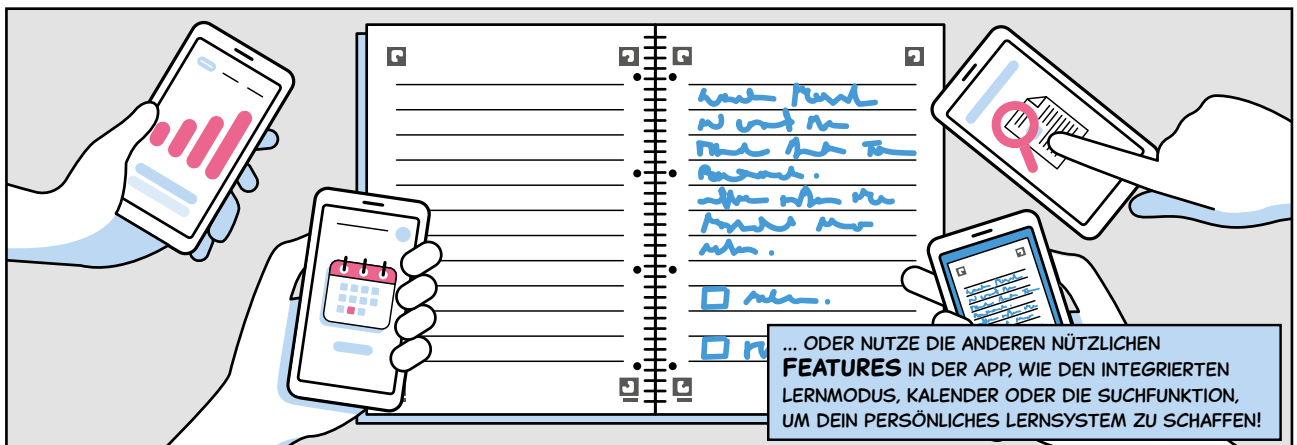 ... ODER NUTZE DIE ANDEREN NÜTZLICHEN
FEATURES IN DER APP, WIE DEN INTEGRIERTEN
LERNMODUS, KALENDER ODER DIE SUCHFUNKTION,
UM DEIN PERSÖNLICHES LERNSYSTEM ZU SCHAFFEN!